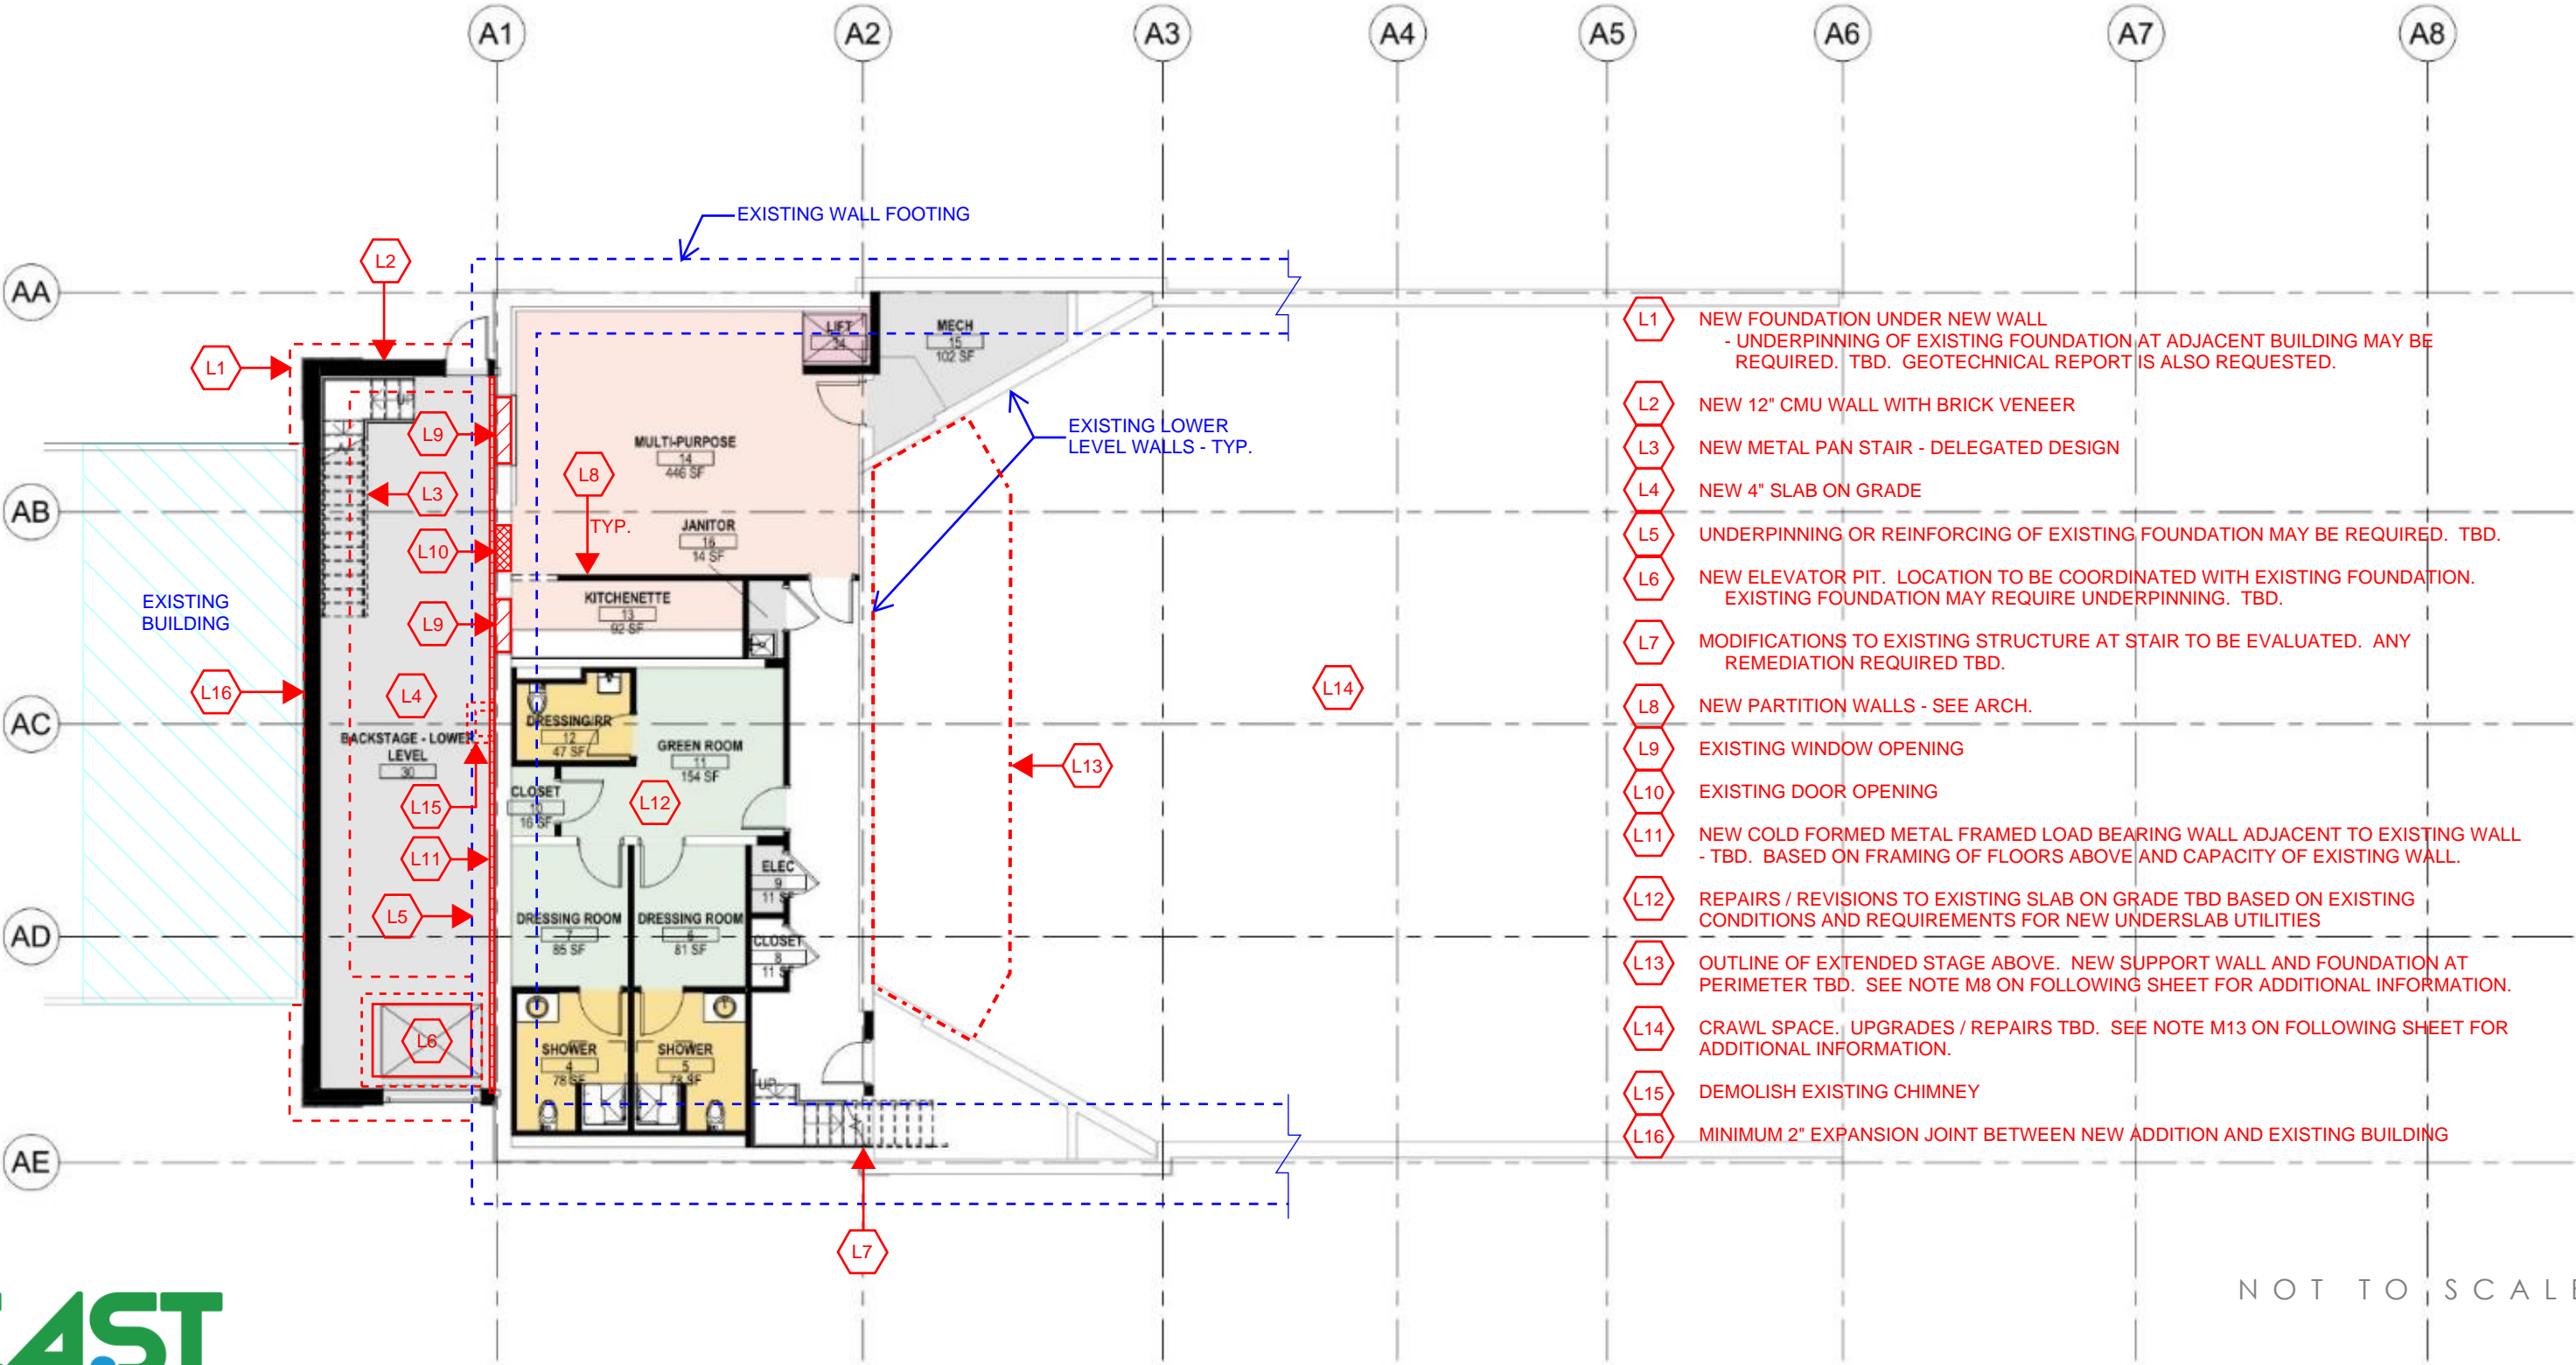 A1
A2
A3
A4
A5
A6
A7
A8
EXISTING WALL FOOTING
L2
AA
L1
LIFT
34
MECH
15
102 SF
UP
L9
MULTI-PURPOSE
14
446 SF
EXISTING LOWER
LEVEL WALLS - TYP.
L8
TYP.
L3
AB
JANITOR
16
14 SF
L10
EXISTING
BUILDING
KITCHENETTE
13
92 SF
L9
L16
L4
L14
AC
DRESSING/RR
12
47 SF
GREEN ROOM
11
154 SF
BACKSTAGE - LOWER
LEVEL
30
L13
CLOSET
10
16 SF
L12
L15
L11
ELEC
9
11 SF
L5
DRESSING ROOM
7
85 SF
DRESSING ROOM
6
81 SF
AD
CLOSET
8
11 SF
L6
SHOWER
4
78 SF
SHOWER
5
78 SF
UP
AE
L7
L1 NEW FOUNDATION UNDER NEW WALL
- UNDERPINNING OF EXISTING FOUNDATION AT ADJACENT BUILDING MAY BE
REQUIRED. TBD. GEOTECHNICAL REPORT IS ALSO REQUESTED.
L2 NEW 12" CMU WALL WITH BRICK VENEER
L3 NEW METAL PAN STAIR - DELEGATED DESIGN
L4 NEW 4" SLAB ON GRADE
L5 UNDERPINNING OR REINFORCING OF EXISTING FOUNDATION MAY BE REQUIRED. TBD.
L6 NEW ELEVATOR PIT. LOCATION TO BE COORDINATED WITH EXISTING FOUNDATION.
EXISTING FOUNDATION MAY REQUIRE UNDERPINNING. TBD.
L7 MODIFICATIONS TO EXISTING STRUCTURE AT STAIR TO BE EVALUATED. ANY
REMEDIATION REQUIRED TBD.
L8 NEW PARTITION WALLS - SEE ARCH.
L9 EXISTING WINDOW OPENING
L10 EXISTING DOOR OPENING
L11 NEW COLD FORMED METAL FRAMED LOAD BEARING WALL ADJACENT TO EXISTING WALL
- TBD. BASED ON FRAMING OF FLOORS ABOVE AND CAPACITY OF EXISTING WALL.
L12 REPAIRS / REVISIONS TO EXISTING SLAB ON GRADE TBD BASED ON EXISTING
CONDITIONS AND REQUIREMENTS FOR NEW UNDERSLAB UTILITIES
L13 OUTLINE OF EXTENDED STAGE ABOVE. NEW SUPPORT WALL AND FOUNDATION AT
PERIMETER TBD. SEE NOTE M8 ON FOLLOWING SHEET FOR ADDITIONAL INFORMATION.
L14 CRAWL SPACE. UPGRADES / REPAIRS TBD. SEE NOTE M13 ON FOLLOWING SHEET FOR
ADDITIONAL INFORMATION.
L15 DEMOLISH EXISTING CHIMNEY
L16 MINIMUM 2" EXPANSION JOINT BETWEEN NEW ADDITION AND EXISTING BUILDING
NOT TO SCALE
EAST